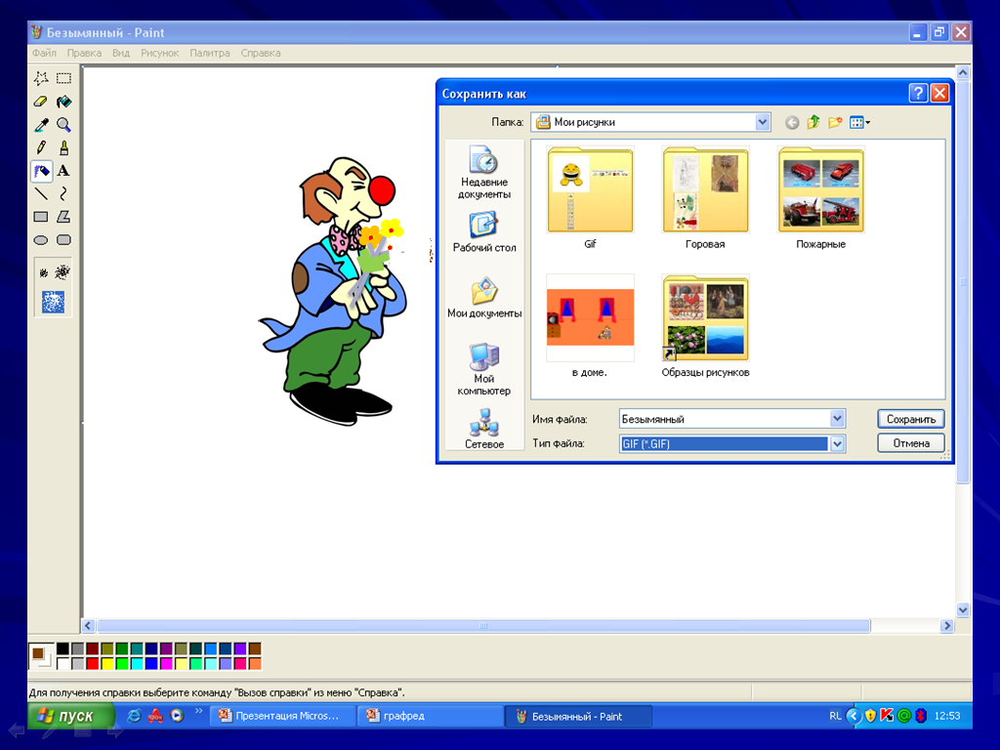 Безымянный - Paint
Файл Правка Вид Рисунок Палитра Справка
Сохранить как
Папка: Мои рисунки
Недавние документы
Рабочий стол
Мои документы
Мой компьютер
Сетевое
Gif
Горовая
Пожарные
в доме.
Образцы рисунков
Имя файла: Безымянный Сохранить
Тип файла: GIF (*.GIF) Отмена
Для получения справки выберите команду "Вызов справки" из меню "Справка".
пуск
Презентация Micros...
графред
Безымянный - Paint
RL
12:53